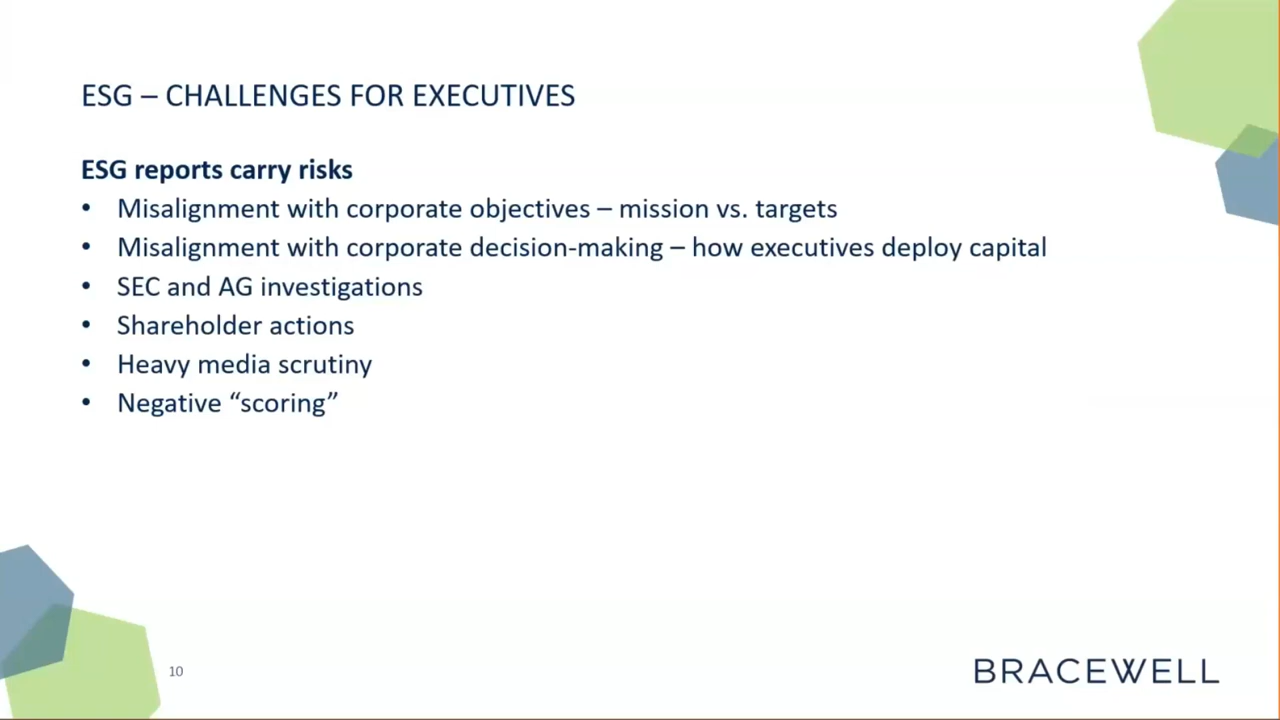 ESG – CHALLENGES FOR EXECUTIVES
ESG reports carry risks
• Misalignment with corporate objectives – mission vs. targets
• Misalignment with corporate decision-making – how executives deploy capital
• SEC and AG investigations
• Shareholder actions
• Heavy media scrutiny
• Negative “scoring”
10
BRACEWELL